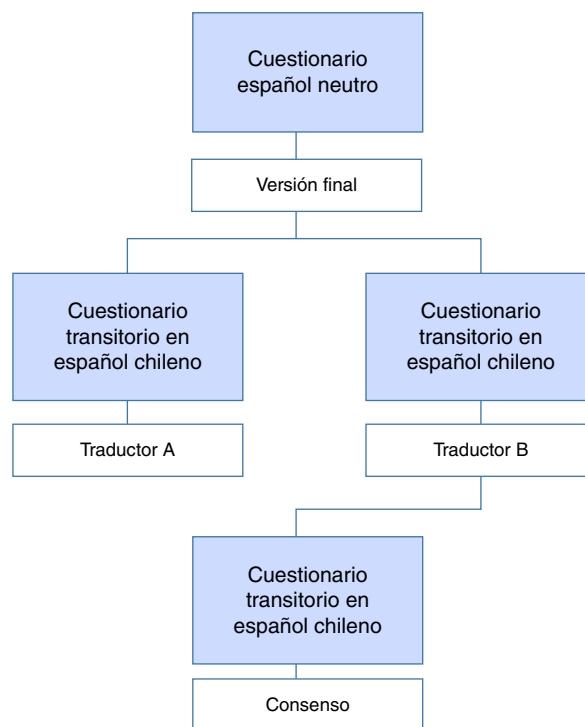 Cuestionario
español neutro
Versión final
Cuestionario
transitorio en
español chileno
Traductor A
Cuestionario
transitorio en
español chileno
Traductor B
Cuestionario
transitorio en
español chileno
Consenso